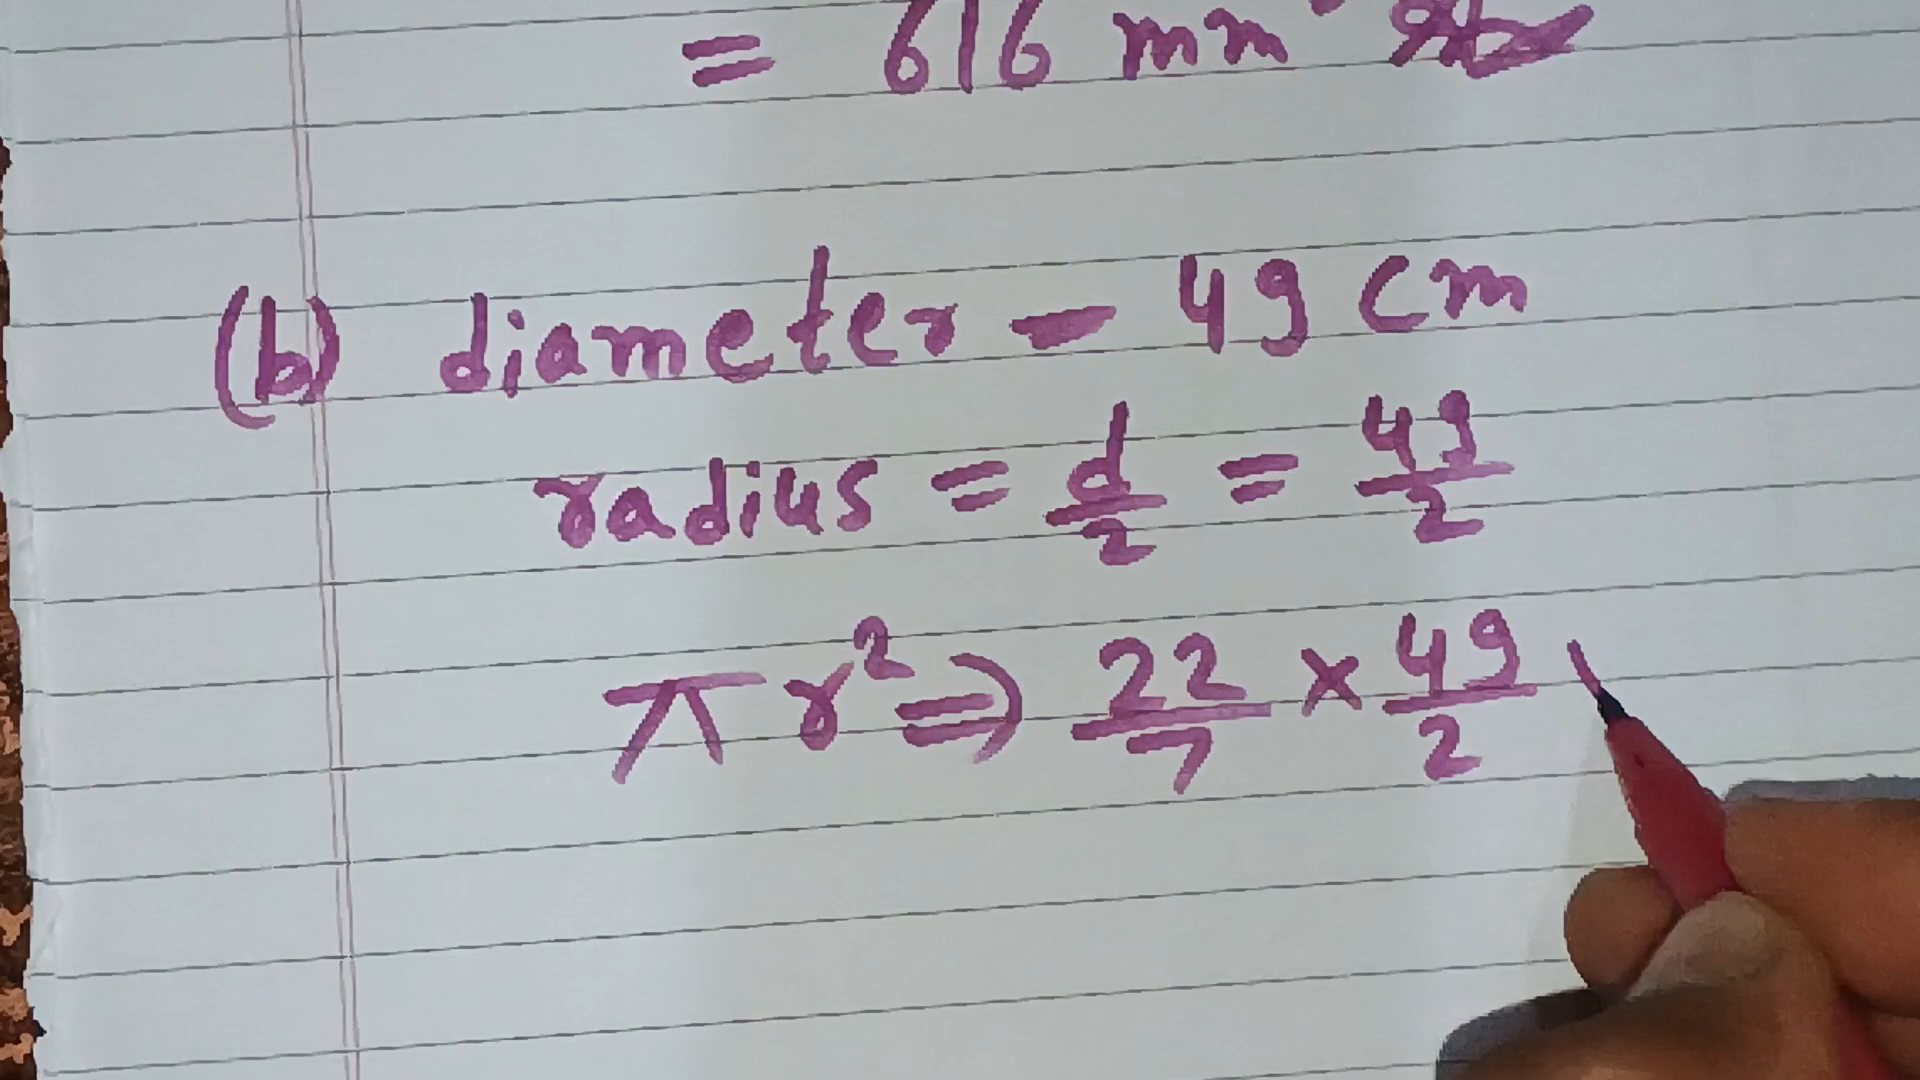 = 616 mm²
(b) diameter - 49 cm
radius = d/2 = 49/2
πr² ⇒ 22/7 × 49/2